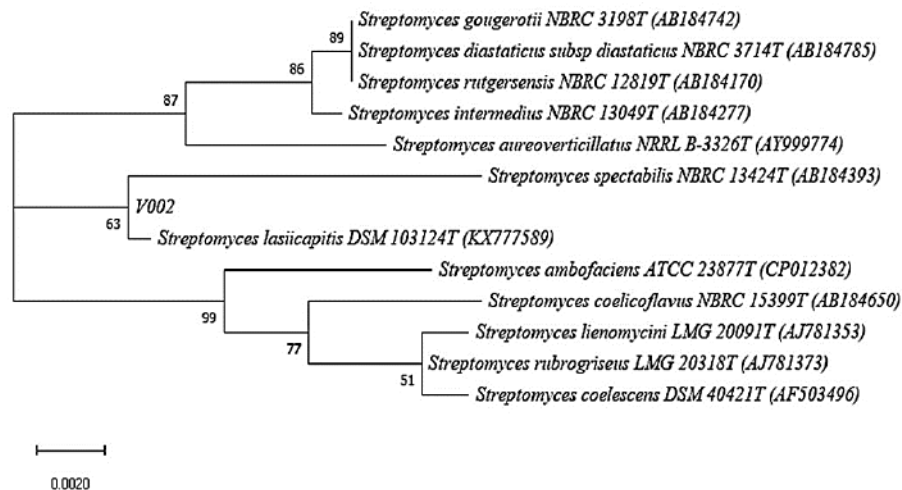 Streptomyces gougerotii NBRC 3198T (AB184742)
89
Streptomyces diastaticus subsp diastaticus NBRC 3714T (AB184785)
86
Streptomyces rutgersensis NBRC 12819T (AB184170)
87
Streptomyces intermedius NBRC 13049T (AB184277)
Streptomyces aureoverticillatus NRRL B-3326T (AY999774)
Streptomyces spectabilis NBRC 13424T (AB184393)
V002
63
Streptomyces lasiicapitis DSM 103124T (KX777589)
Streptomyces ambofaciens ATCC 23877T (CP012382)
Streptomyces coelicoflavus NBRC 15399T (AB184650)
99
Streptomyces lienomycini LMG 20091T (AJ781353)
77
Streptomyces rubrogriseus LMG 20318T (AJ781373)
51
Streptomyces coelescens DSM 40421T (AF503496)
0.0020